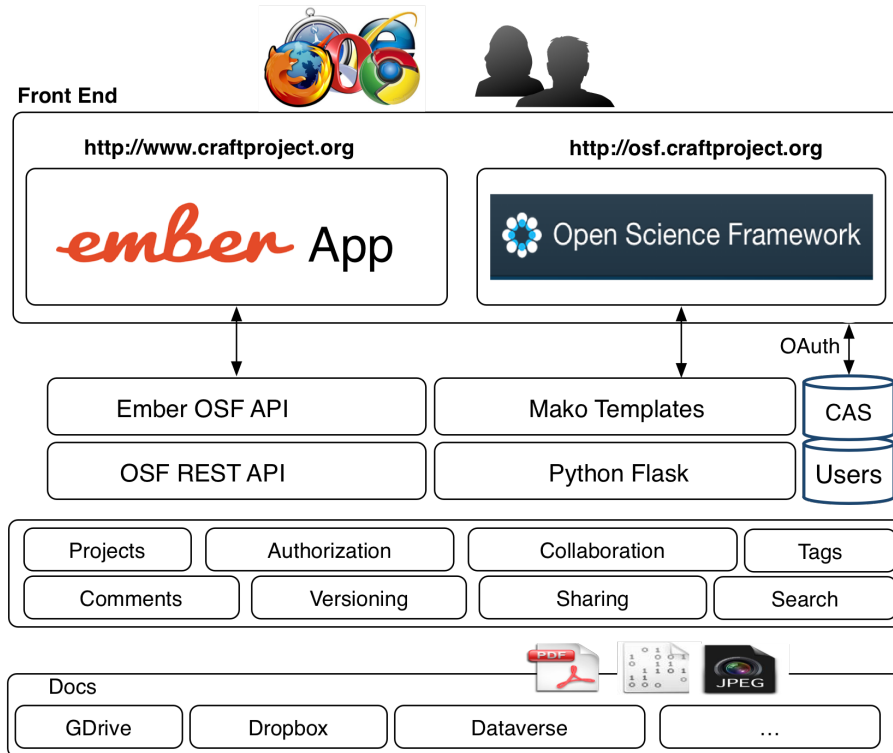 Front End
http://www.craftproject.org
http://osf.craftproject.org
ember App
Open Science Framework
OAuth
Ember OSF API
Mako Templates
CAS
OSF REST API
Python Flask
Users
Projects
Authorization
Collaboration
Tags
Comments
Versioning
Sharing
Search
PDF
JPEG
Docs
GDrive
Dropbox
Dataverse
...